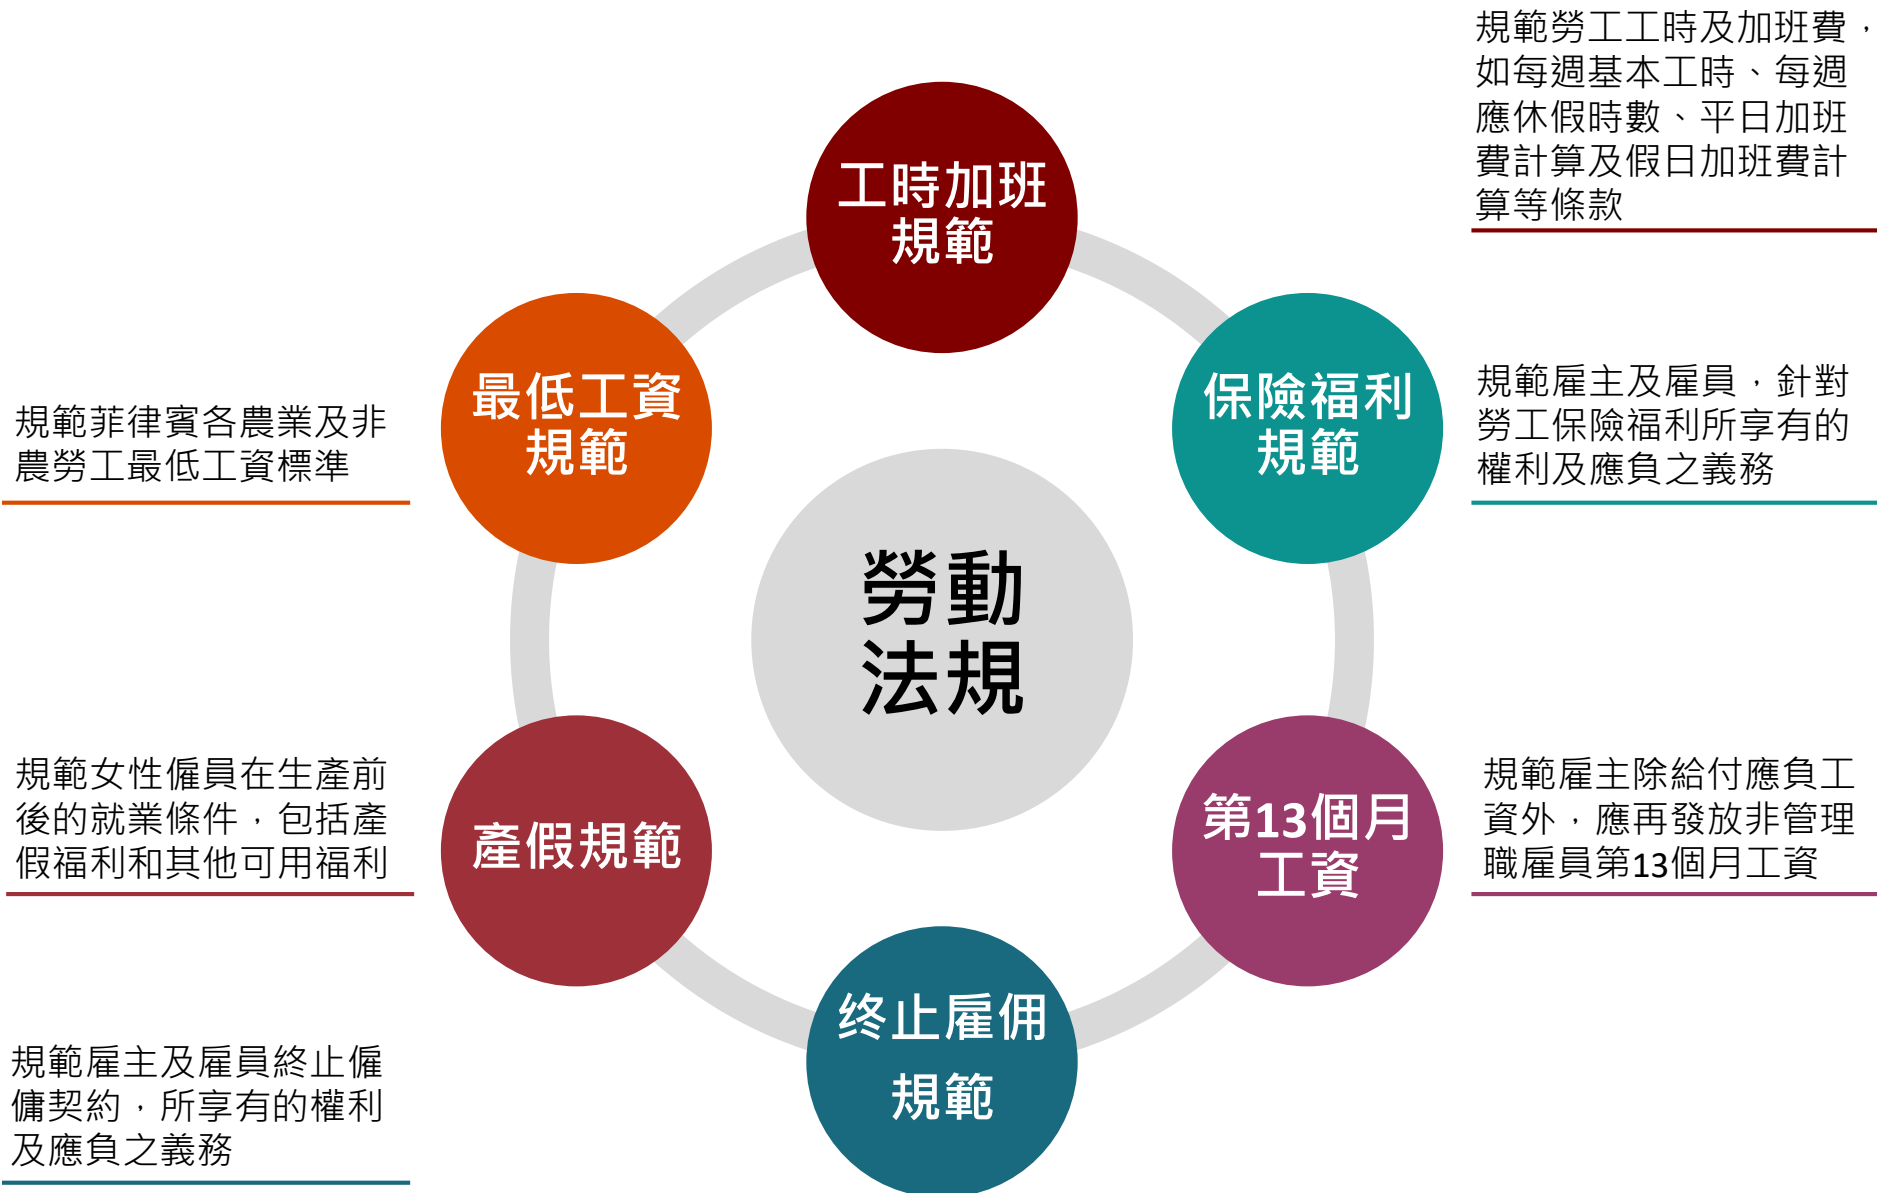 規範勞工工時及加班費，
如每週基本工時、每週
應休假時數、平日加班
費計算及假日加班費計
算等條款
工時加班
規範
最低工資
規範
保險福利
規範
規範菲律賓各農業及非
農勞工最低工資標準
規範雇主及雇員，針對
勞工保險福利所享有的
權利及應負之義務
勞動
法規
規範女性僱員在生產前
後的就業條件，包括產
假福利和其他可用福利
產假規範
第13個月
工資
規範雇主除給付應負工
資外，應再發放非管理
職雇員第13個月工資
终止雇佣
規範
規範雇主及雇員終止僱
傭契約，所享有的權利
及應負之義務